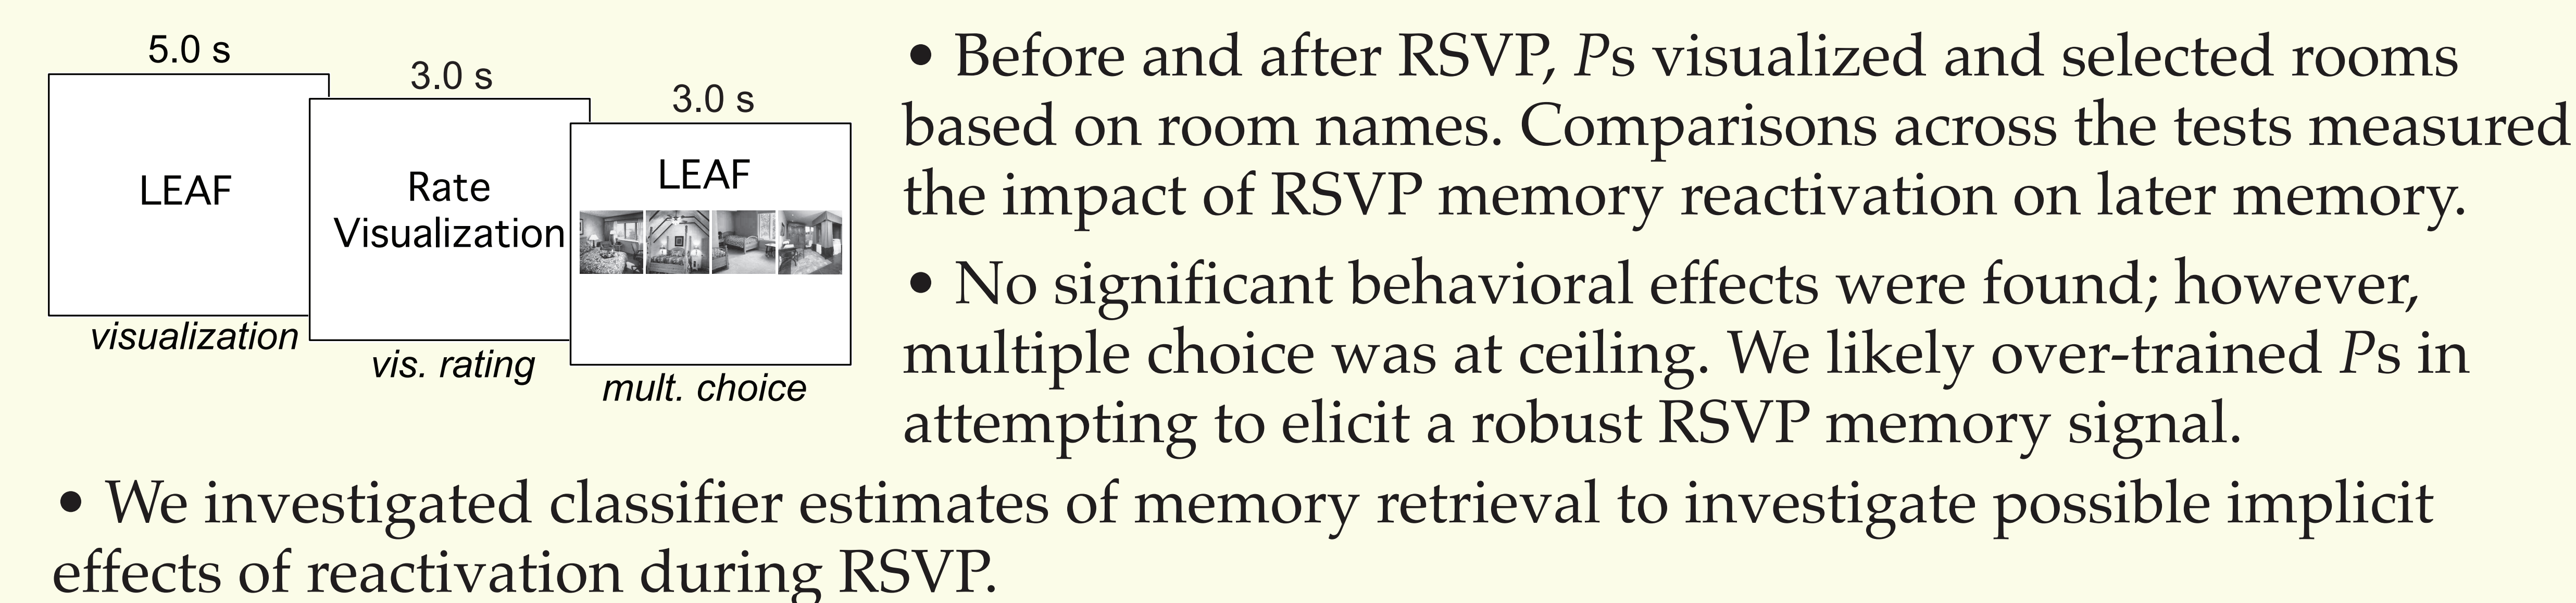 5.0 s
LEAF
visualization
3.0 s
Rate
Visualization
vis. rating
3.0 s
LEAF
mult. choice
• Before and after RSVP, Ps visualized and selected rooms
based on room names. Comparisons across the tests measured
the impact of RSVP memory reactivation on later memory.
• No significant behavioral effects were found; however,
multiple choice was at ceiling. We likely over-trained Ps in
attempting to elicit a robust RSVP memory signal.
• We investigated classifier estimates of memory retrieval to investigate possible implicit
effects of reactivation during RSVP.